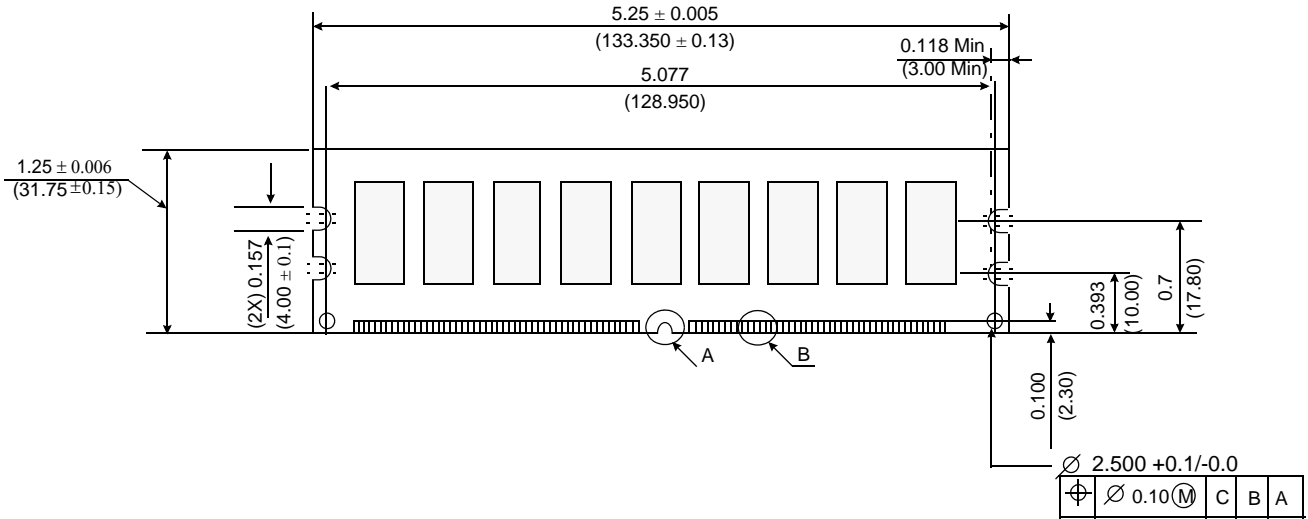 5.25 ± 0.005
(133.350 ± 0.13)
0.118 Min
(3.00 Min)
5.077
(128.950)
1.25 ± 0.006
(31.75 ±0.15)
(2X) 0.157
(4.00 ± 0.1)
0.393
(10.00)
0.7
(17.80)
A
B
0.100
(2.30)
⌀ 2.500 +0.1/-0.0
⌖ ⌀ 0.10 Ⓜ C B A